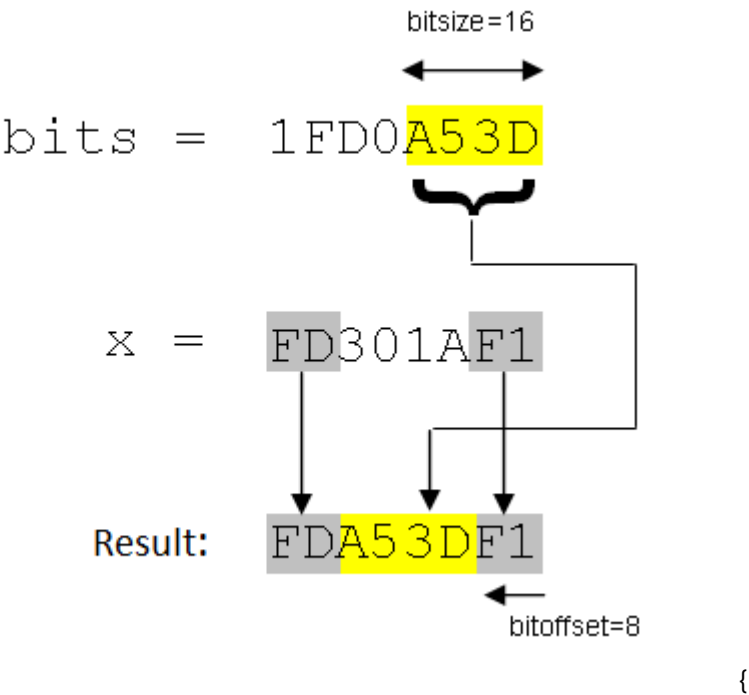 bitsize=16
bits = 1FD0A53D
x = FD301AF1
Result: FDA53DF1
bitoffset=8
{